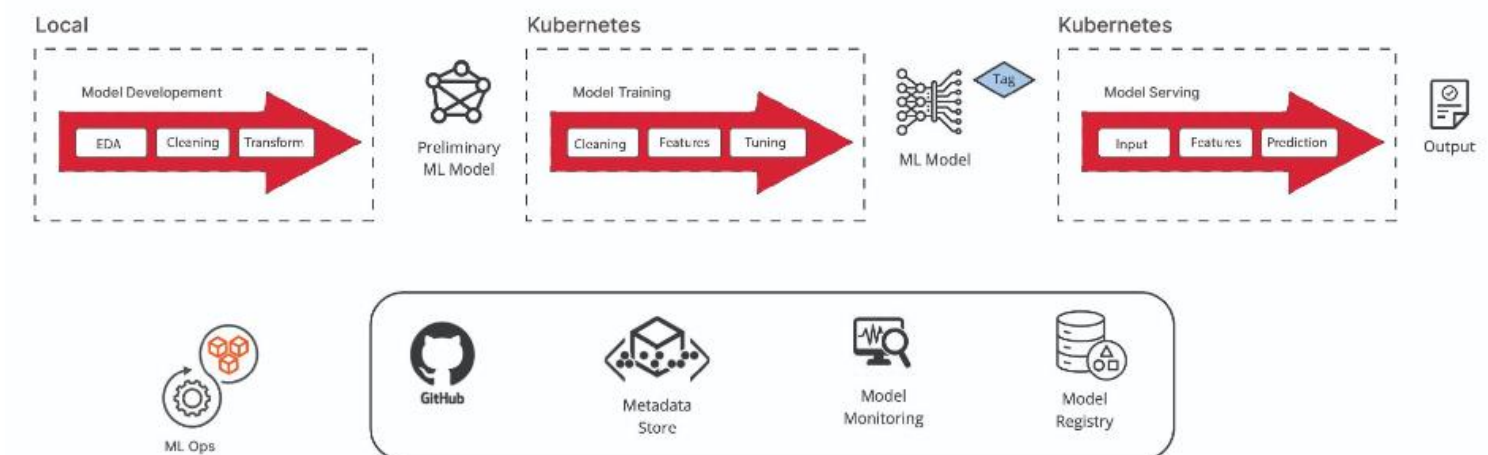 Local
Kubernetes
Kubernetes
Model Developement
EDA
Cleaning
Transform
Preliminary
ML Model
Model Training
Cleaning
Features
Tuning
Tag
ML Model
Model Serving
Input
Features
Prediction
Output
ML Ops
GitHub
Metadata
Store
Model
Monitoring
Model
Registry